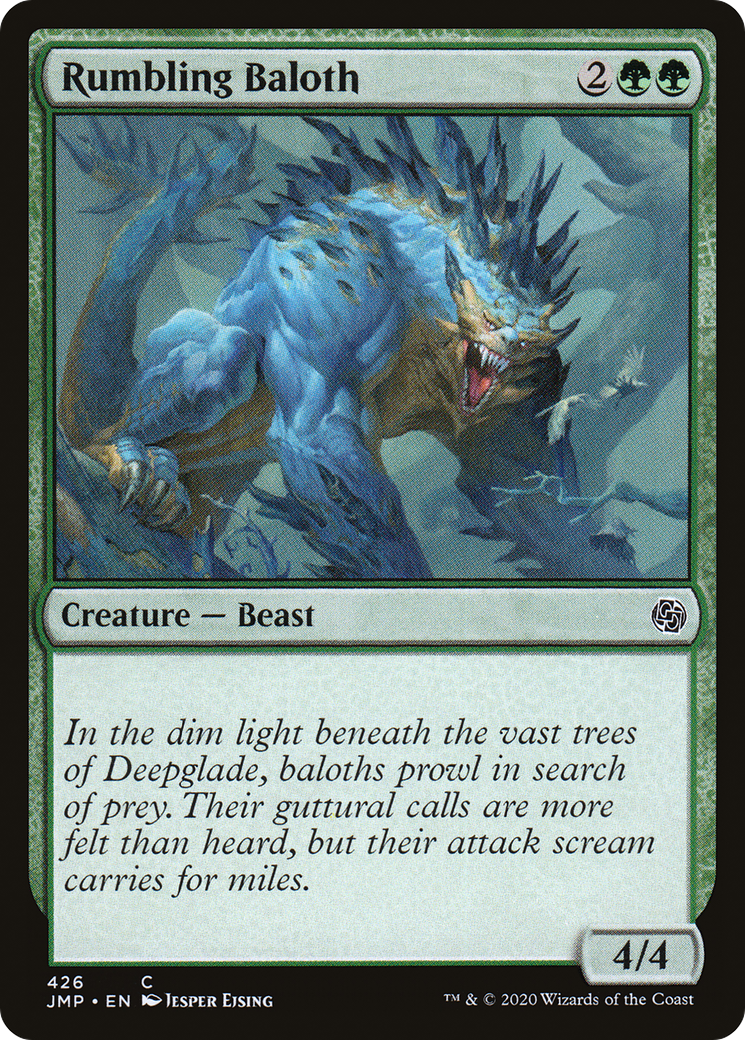 Rumbling Baloth 2
Creature — Beast
In the dim light beneath the vast trees
of Deepglade, baloths prowl in search
of prey. Their guttural calls are more
felt than heard, but their attack scream
carries for miles.
4/4
426 C
JMP • EN Jesper Ejsing
™ & © 2020 Wizards of the Coast